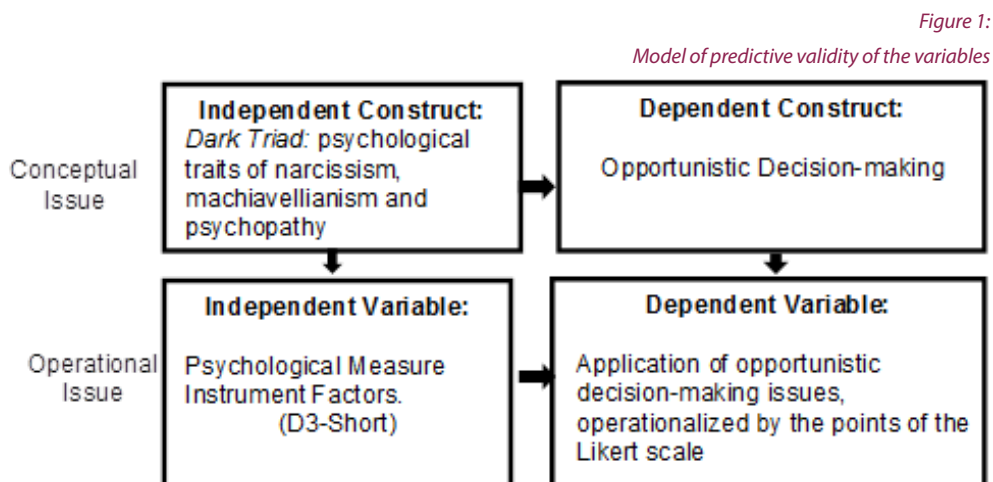 Figure 1:
Model of predictive validity of the variables
Conceptual
Issue
Independent Construct:
Dark Triad: psychological
traits of narcissism,
machiavellianism and
psychopathy
Dependent Construct:
Opportunistic Decision-making
Operational
Issue
Independent Variable:
Psychological Measure
Instrument Factors.
(D3-Short)
Dependent Variable:
Application of opportunistic
decision-making issues,
operationalized by the points of the
Likert scale